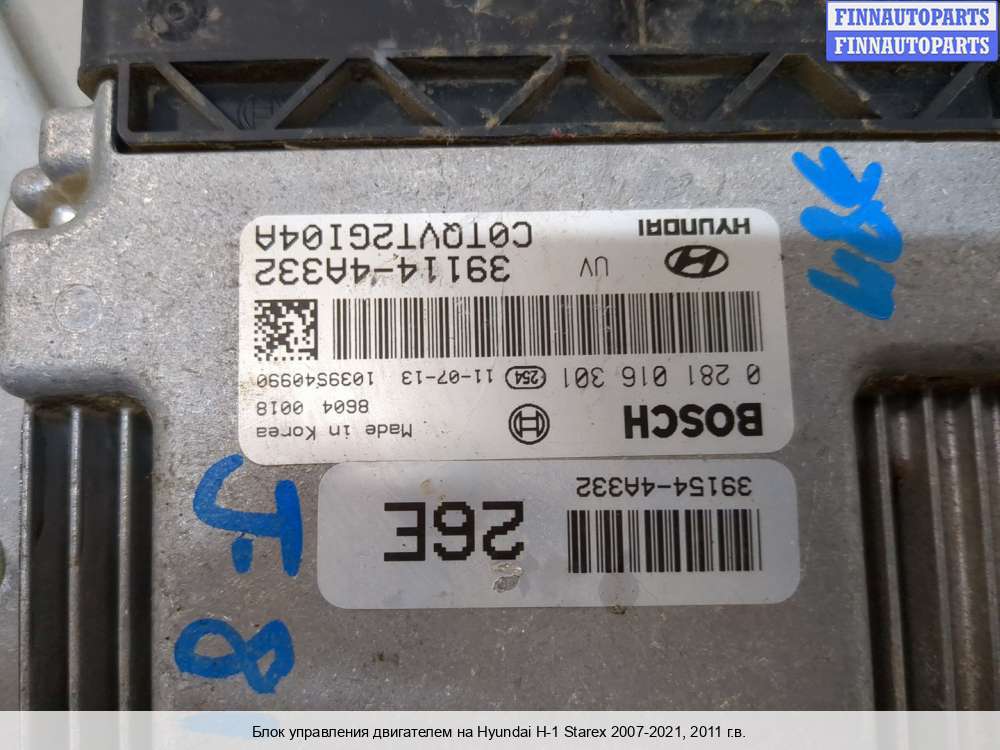 FINNAUTOPARTS
FINNAUTOPARTS
39154-4A332
26E
BOSCH
Made in Korea
8604 0018
0 281 016 301 254 11-07-13 1039S40990
HYUNDAI
UV
39114-4A332
C0TQVT2GI04A
J-8
Блок управления двигателем на Hyundai H-1 Starex 2007-2021, 2011 г.в.